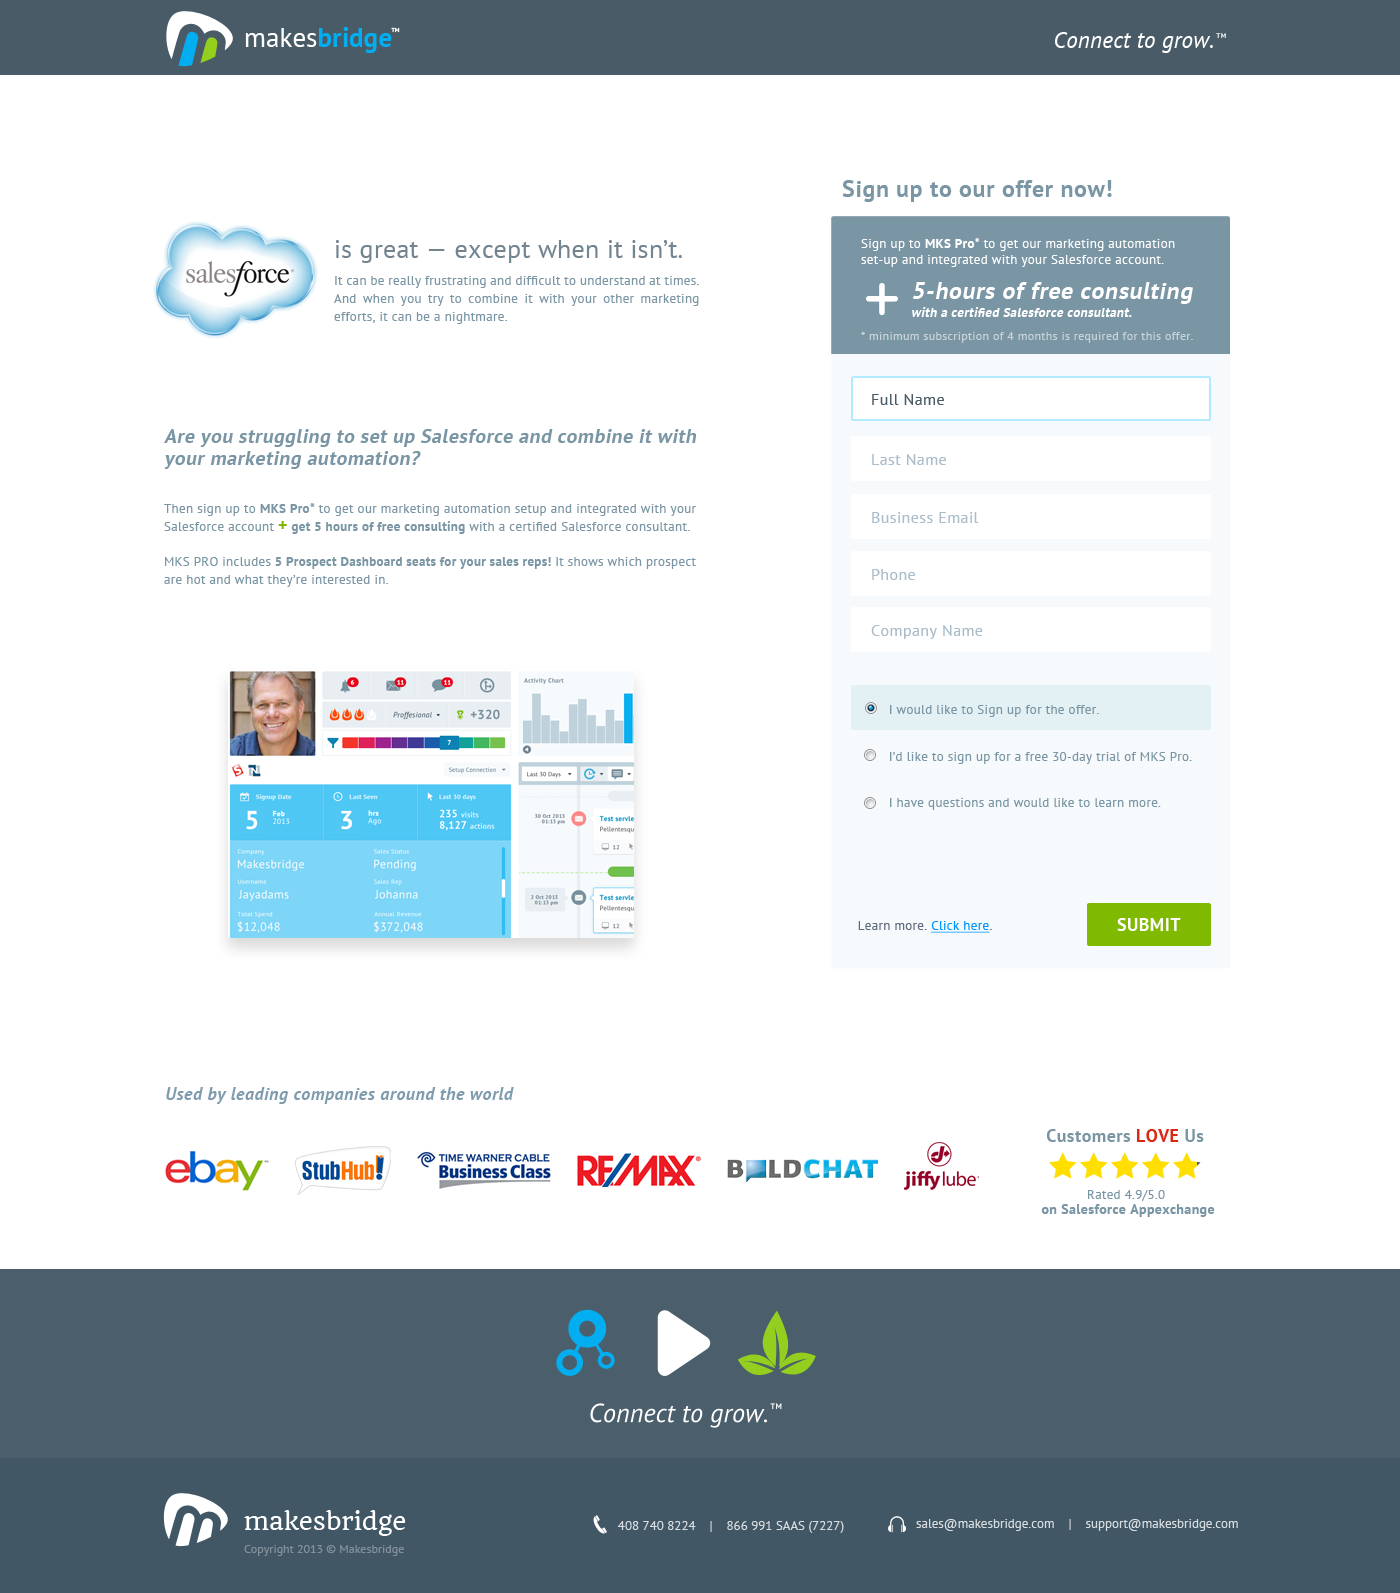 makesbridge™
Connect to grow.™
Sign up to our offer now!
salesforce
is great — except when it isn't.
It can be really frustrating and difficult to understand at times.
And when you try to combine it with your other marketing
efforts, it can be a nightmare.
Sign up to MKS Pro* to get our marketing automation
set-up and integrated with your Salesforce account.
+ 5-hours of free consulting
with a certified Salesforce consultant.
* minimum subscription of 4 months is required for this offer.
Full Name
Last Name
Business Email
Phone
Company Name
I would like to Sign up for the offer.
I'd like to sign up for a free 30-day trial of MKS Pro.
I have questions and would like to learn more.
Learn more. Click here.
SUBMIT
Are you struggling to set up Salesforce and combine it with
your marketing automation?
Then sign up to MKS Pro* to get our marketing automation setup and integrated with your
Salesforce account + get 5 hours of free consulting with a certified Salesforce consultant.
MKS PRO includes 5 Prospect Dashboard seats for your sales reps! It shows which prospect
are hot and what they're interested in.
6
11
11
Proffesional
+320
7
Setup Connection
Signup Date
5
Feb
2013
Last Seen
3
hrs
Ago
Last 30 days
235 visits
8,127 actions
Company
Makesbridge
Sales Status
Pending
Username
Jayadams
Sales Rep
Johanna
Total Spend
$12,048
Annual Revenue
$372,048
Activity Chart
Last 30 Days
30 Oct 2013
01:13 pm
Test servic
Pellentesqu
12
2 Oct 2013
01:13 pm
Test servic
Pellentesqu
12
Used by leading companies around the world
ebay™
StubHub!
TIME WARNER CABLE
Business Class
RE/MAX®
BOLDCHAT
jiffy lube
Customers LOVE Us
Rated 4.9/5.0
on Salesforce Appexchange
Connect to grow.™
makesbridge
Copyright 2013 © Makesbridge
408 740 8224 | 866 991 SAAS (7227)
sales@makesbridge.com | support@makesbridge.com